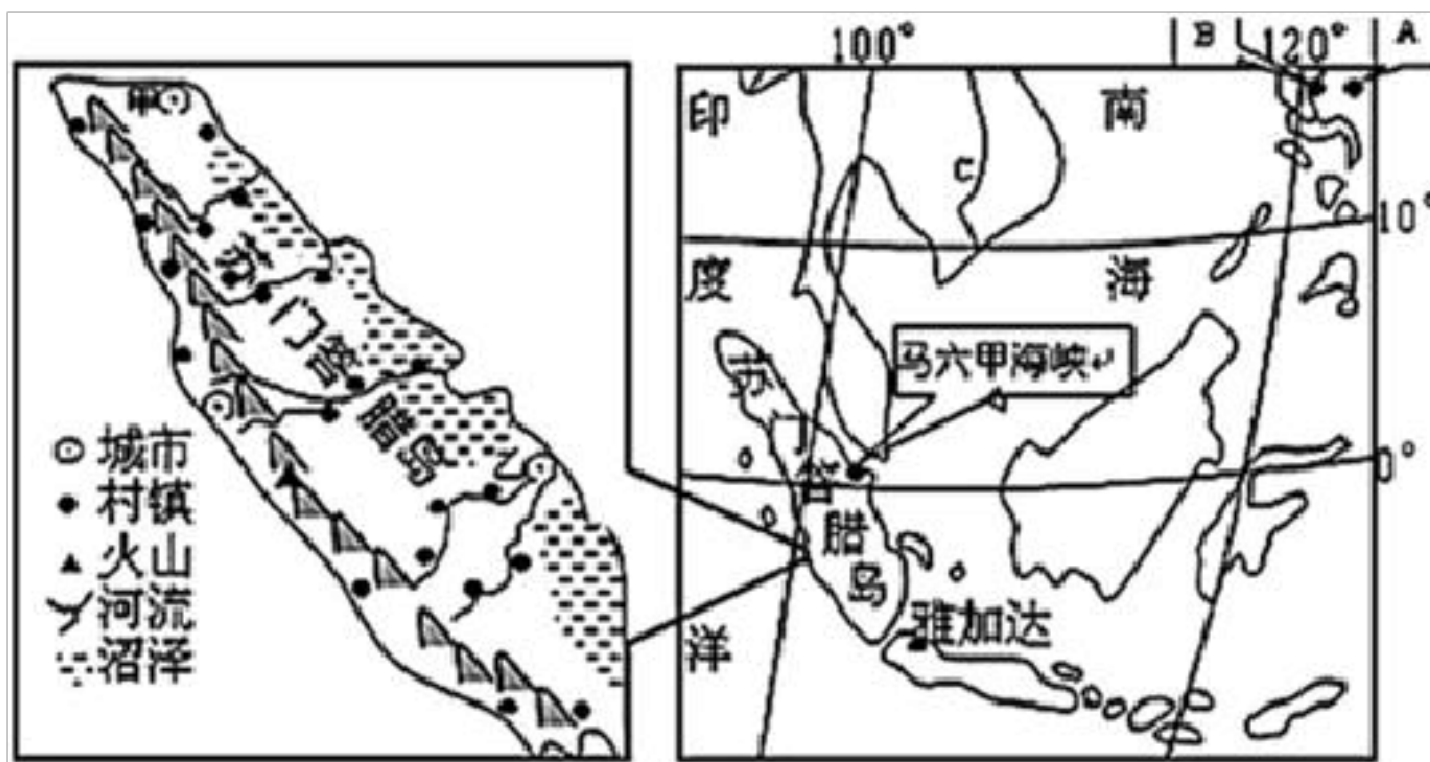 100°
B
120°
A
甲
苏
门
答
腊
岛
乙
城市
村镇
火山
河流
沼泽
印
度
洋
南
海
C
10°
马六甲海峡↵
苏
答
腊
岛
0°
雅加达